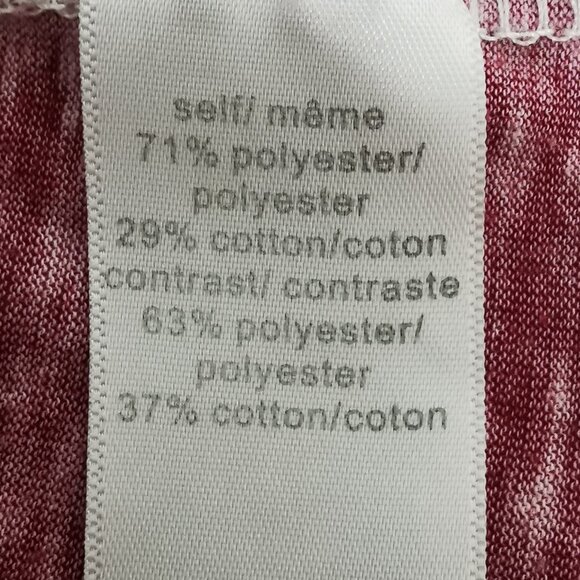 self/ même
71% polyester/
polyester
29% cotton/coton
contrast/ contraste
63% polyester/
polyester
37% cotton/coton